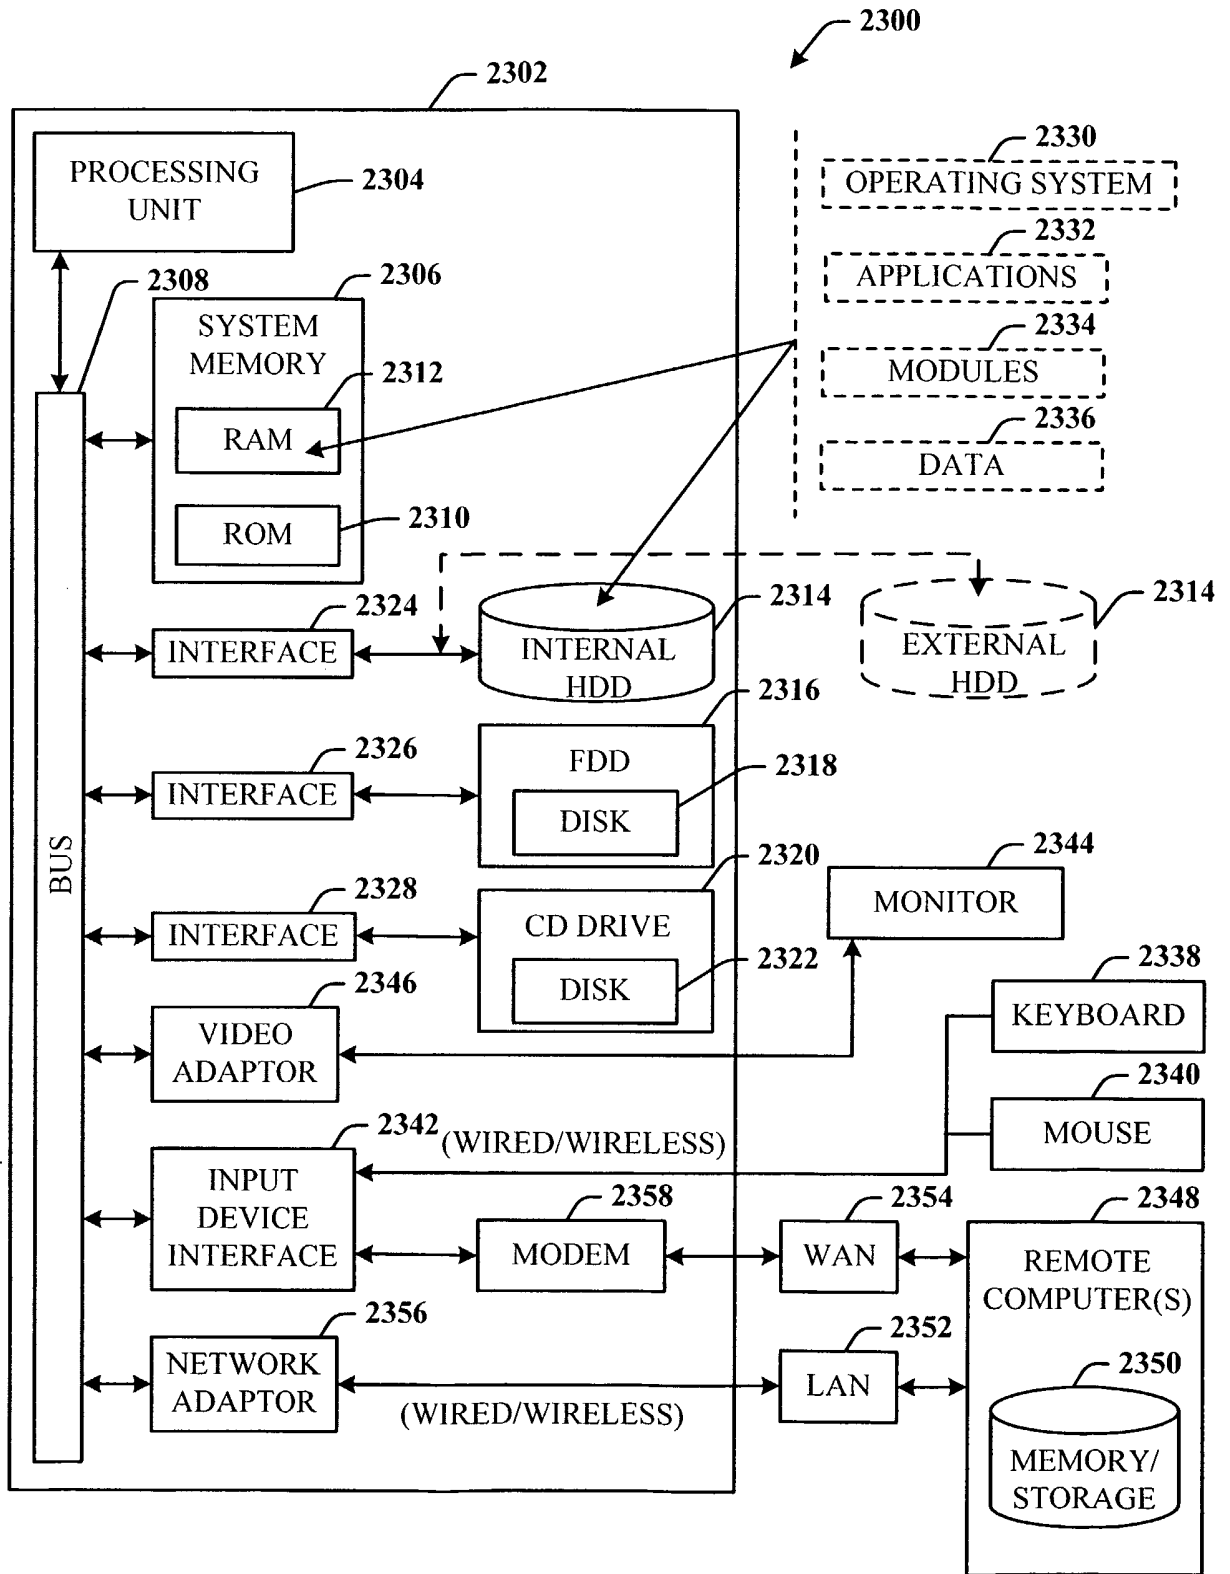 2300
2302
PROCESSING
UNIT
2304
2330
OPERATING SYSTEM
2332
APPLICATIONS
2334
MODULES
2336
DATA
2308
2306
SYSTEM
MEMORY
2312
RAM
2310
ROM
2324
INTERFACE
2314
INTERNAL
HDD
2314
EXTERNAL
HDD
2316
FDD
2318
DISK
2326
INTERFACE
BUS
2320
CD DRIVE
2322
DISK
2328
INTERFACE
2344
MONITOR
2346
VIDEO
ADAPTOR
2338
KEYBOARD
2340
MOUSE
2342
(WIRED/WIRELESS)
INPUT
DEVICE
INTERFACE
2358
MODEM
2354
WAN
2348
REMOTE
COMPUTER(S)
2356
NETWORK
ADAPTOR
(WIRED/WIRELESS)
2352
LAN
2350
MEMORY/
STORAGE